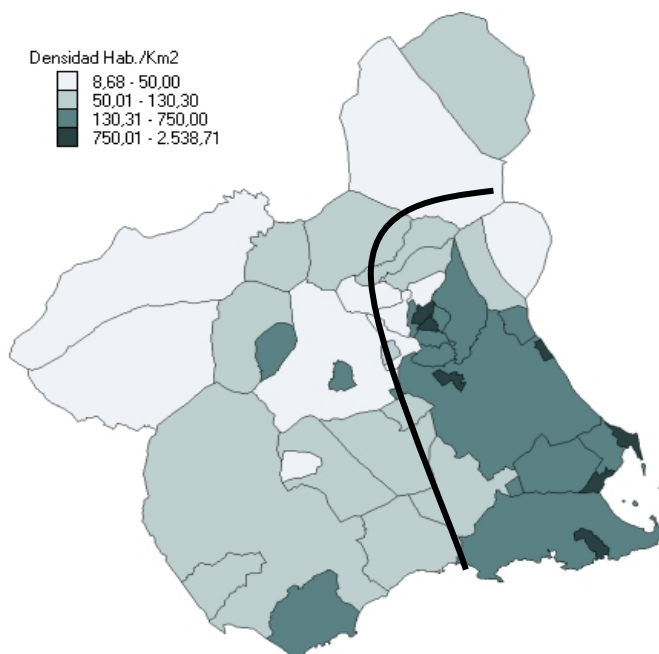 Densidad Hab./Km2
8,68 - 50,00
50,01 - 130,30
130,31 - 750,00
750,01 - 2.538,71